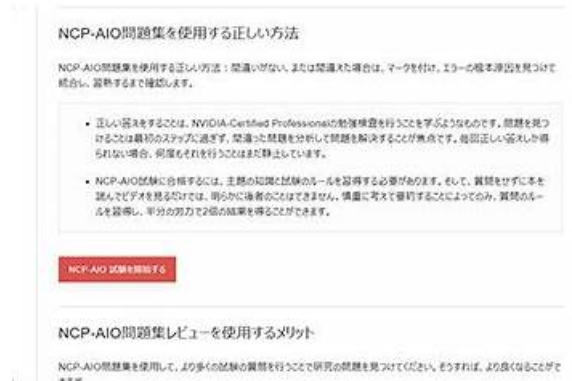 NCP-AIO問題集を使用する正しい方法
NCP-AIO問題集を使用する正しい方法：間違いがない、または間違えた場合は、マークを付け、エラーの根本原因を見つけて
統合し、習熟するまで確認します。
正しい答えをすることは、NVIDIA-Certified Professionalの勉強検査を行うことを学ぶようなものです。問題を見つ
けることは最初のステップに過ぎず、間違った問題を分析して問題を解決することが焦点です。毎回正しい答えしか得
られない場合、何度もそれを行うことはまだ静止しています。
NCP-AIO試験に合格するには、主題の知識と試験のルールを習得する必要があります。そして、質問をせずに本を
読んでビデオを見るだけでは、明らかに後者のことはできません。慎重に考えて要約することによってのみ、質問のルー
ルを習得し、半分の労力で2倍の結果を得ることができます。
NCP-AIO 試験を開始する
NCP-AIO問題集レビューを使用するメリット
NCP-AIO問題集を使用して、より多くの試験の質問を行うことで研究の問題を見つけてください。そうすれば、より良くなることがで